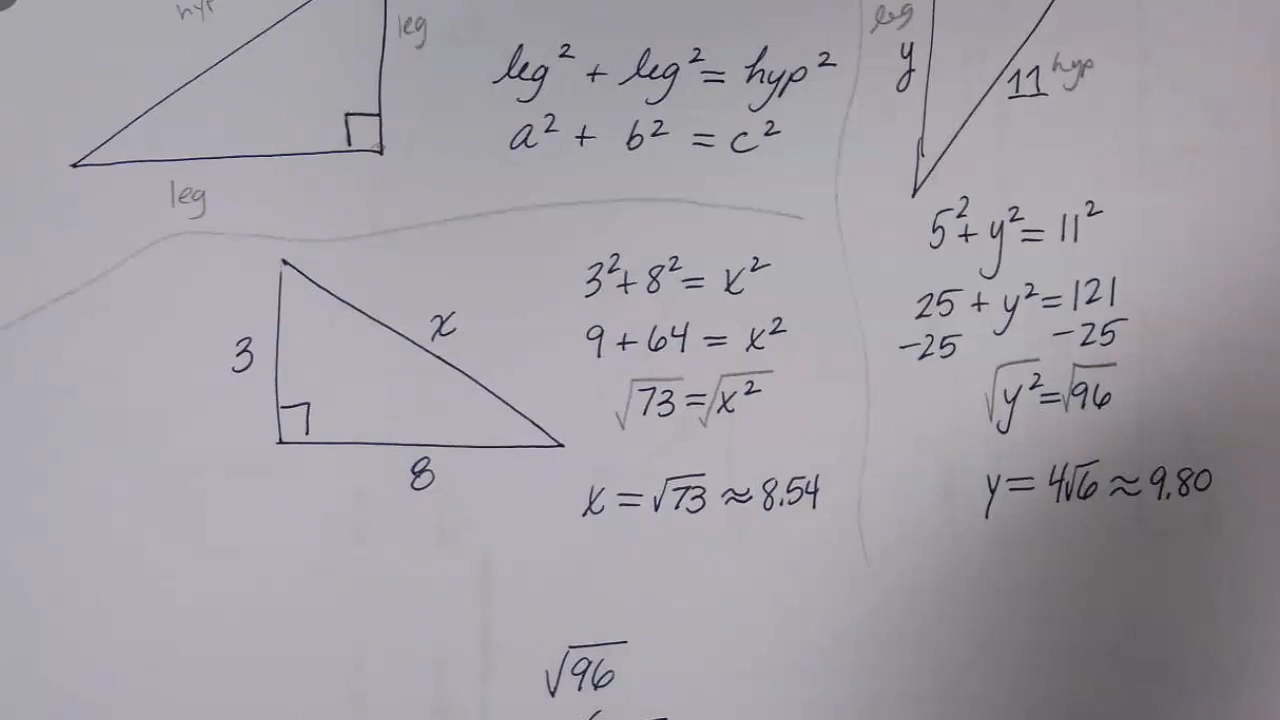 hyp
leg
leg
leg² + leg² = hyp²
a² + b² = c²
3
x
8
3² + 8² = x²
9 + 64 = x²
√73 = √x²
x = √73 ≈ 8.54
√96
leg
y
11 hyp
5² + y² = 11²
25 + y² = 121
-25 -25
√y² = √96
y = 4√6 ≈ 9.80